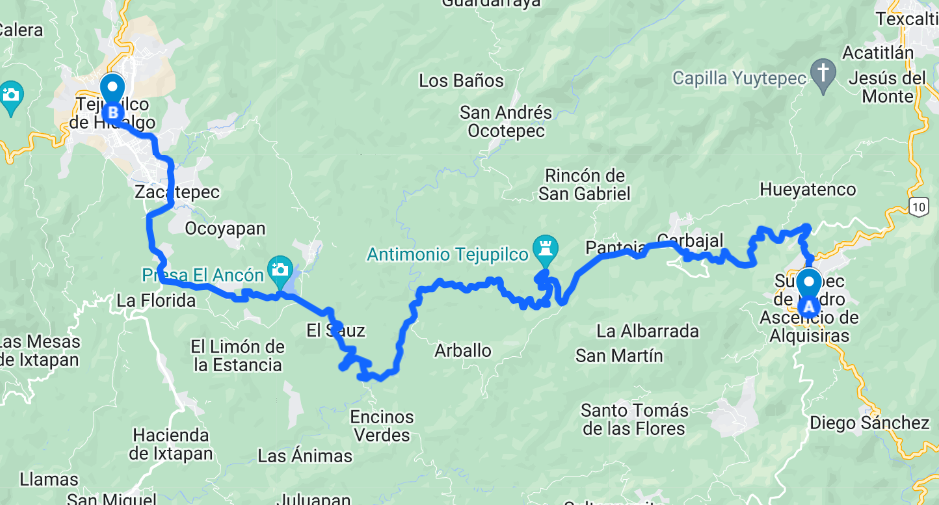 Guadarraya
Calera
Texcalti
Acatitlán
Los Baños
Capilla Yuytepec
Jesús del
Monte
Tejupilco
de Hidalgo
B
San Andrés
Ocotepec
Rincón de
San Gabriel
Hueyatenco
Zacatepec
10
Ocoyapan
Pantoja
Carbajal
Antimonio Tejupilco
Presa El Ancón
La Florida
Sultepec
de Pedro
Ascencio de
Alquisiras
A
El Sauz
La Albarrada
Las Mesas
de Ixtapan
El Limón de
la Estancia
Arballo
San Martín
Encinos
Verdes
Santo Tomás
de las Flores
Diego Sánchez
Hacienda
de Ixtapan
Las Ánimas
Llamas
San Miguel
Juluapan